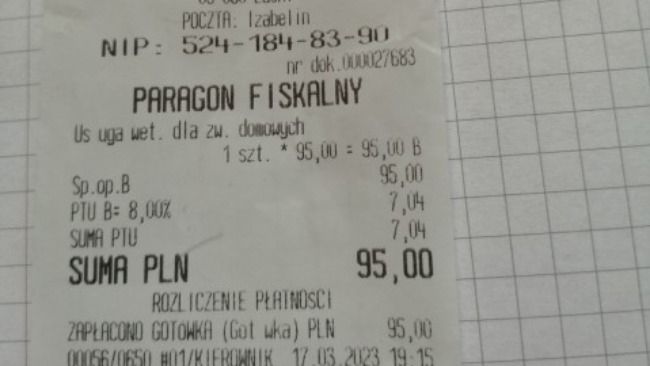 POCZTA: Izabelin
NIP: 524-184-83-90
nr dok.000027683
PARAGON FISKALNY
Us uga wet. dla zw. domowych
1 szt. * 95,00 = 95,00 B
Sp.op.B 95,00
PTU B= 8,00% 7,04
SUMA PTU 7,04
SUMA PLN 95,00
ROZLICZENIE PŁATNOŚCI
ZAPŁACONO GOTÓWKA (Got wka) PLN 95,00
00056/0650 #01/KIEROWNIK 17.03.2023 19:15